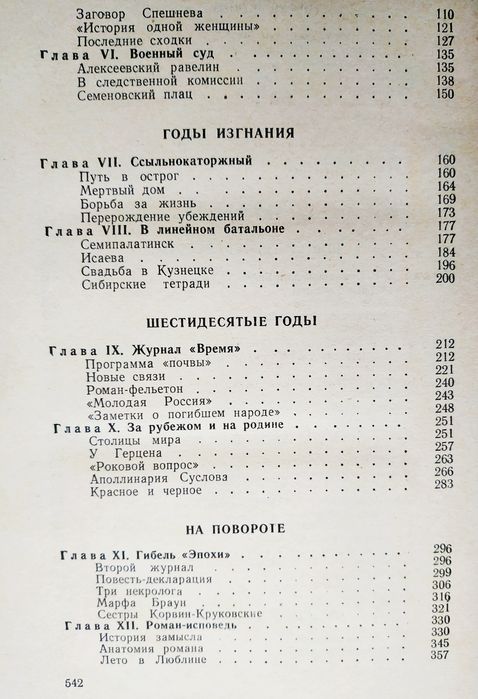 Заговор Спешнева . . . . . . . . . . 110
«История одной женщины» . . . . . . . . 121
Последние сходки . . . . . . . . . . 127
Глава VI. Военный суд . . . . . . . . . . 135
Алексеевский равелин . . . . . . . . . . 135
В следственной комиссии . . . . . . . . 138
Семеновский плац . . . . . . . . . . 150
ГОДЫ ИЗГНАНИЯ
Глава VII. Ссыльнокаторжный . . . . . . . . 160
Путь в острог . . . . . . . . . . 160
Мертвый дом . . . . . . . . . . 164
Борьба за жизнь . . . . . . . . . . 169
Перерождение убеждений . . . . . . . . 173
Глава VIII. В линейном батальоне . . . . . . . . 177
Семипалатинск . . . . . . . . . . 177
Исаева . . . . . . . . . . 184
Свадьба в Кузнецке . . . . . . . . . . 196
Сибирские тетради . . . . . . . . . . 200
ШЕСТИДЕСЯТЫЕ ГОДЫ
Глава IX. Журнал «Время» . . . . . . . . . . 212
Программа «почвы» . . . . . . . . . . 212
Новые связи . . . . . . . . . . 221
Роман-фельетон . . . . . . . . . . 240
«Молодая Россия» . . . . . . . . . . 243
«Заметки о погибшем народе» . . . . . . . . 248
Глава X. За рубежом и на родине . . . . . . . . 251
Столицы мира . . . . . . . . . . 251
У Герцена . . . . . . . . . . 257
«Роковой вопрос» . . . . . . . . . . 263
Аполлинария Суслова . . . . . . . . . . 266
Красное и черное . . . . . . . . . . 283
НА ПОВОРОТЕ
Глава XI. Гибель «Эпохи» . . . . . . . . . . 296
Второй журнал . . . . . . . . . . 296
Повесть-декларация . . . . . . . . . . 299
Три некролога . . . . . . . . . . 306
Марфа Браун . . . . . . . . . . 316
Сестры Корвин-Круковские . . . . . . . . 321
Глава XII. Роман-исповедь . . . . . . . . . . 330
История замысла . . . . . . . . . . 330
Анатомия романа . . . . . . . . . . 345
Лето в Люблине . . . . . . . . . . 357
542